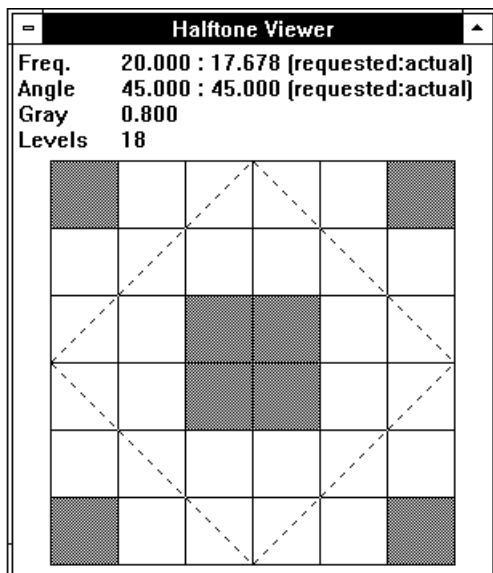 Halftone Viewer
Freq. 20.000 : 17.678 (requested:actual)
Angle 45.000 : 45.000 (requested:actual)
Gray 0.800
Levels 18